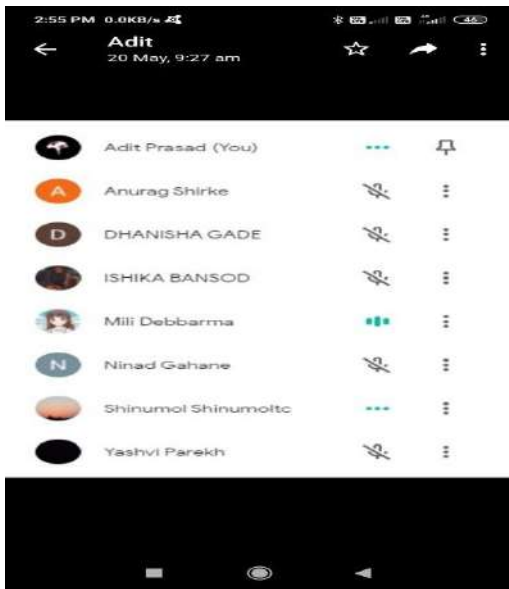 2:55 PM 0.0KB/s
46
Adit
20 May, 9:27 am
Adit Prasad (You)
A Anurag Shirke
D DHANISHA GADE
ISHIKA BANSOD
Mili Debbarma
N Ninad Gahane
Shinumol Shinumoltc
Yashvi Parekh